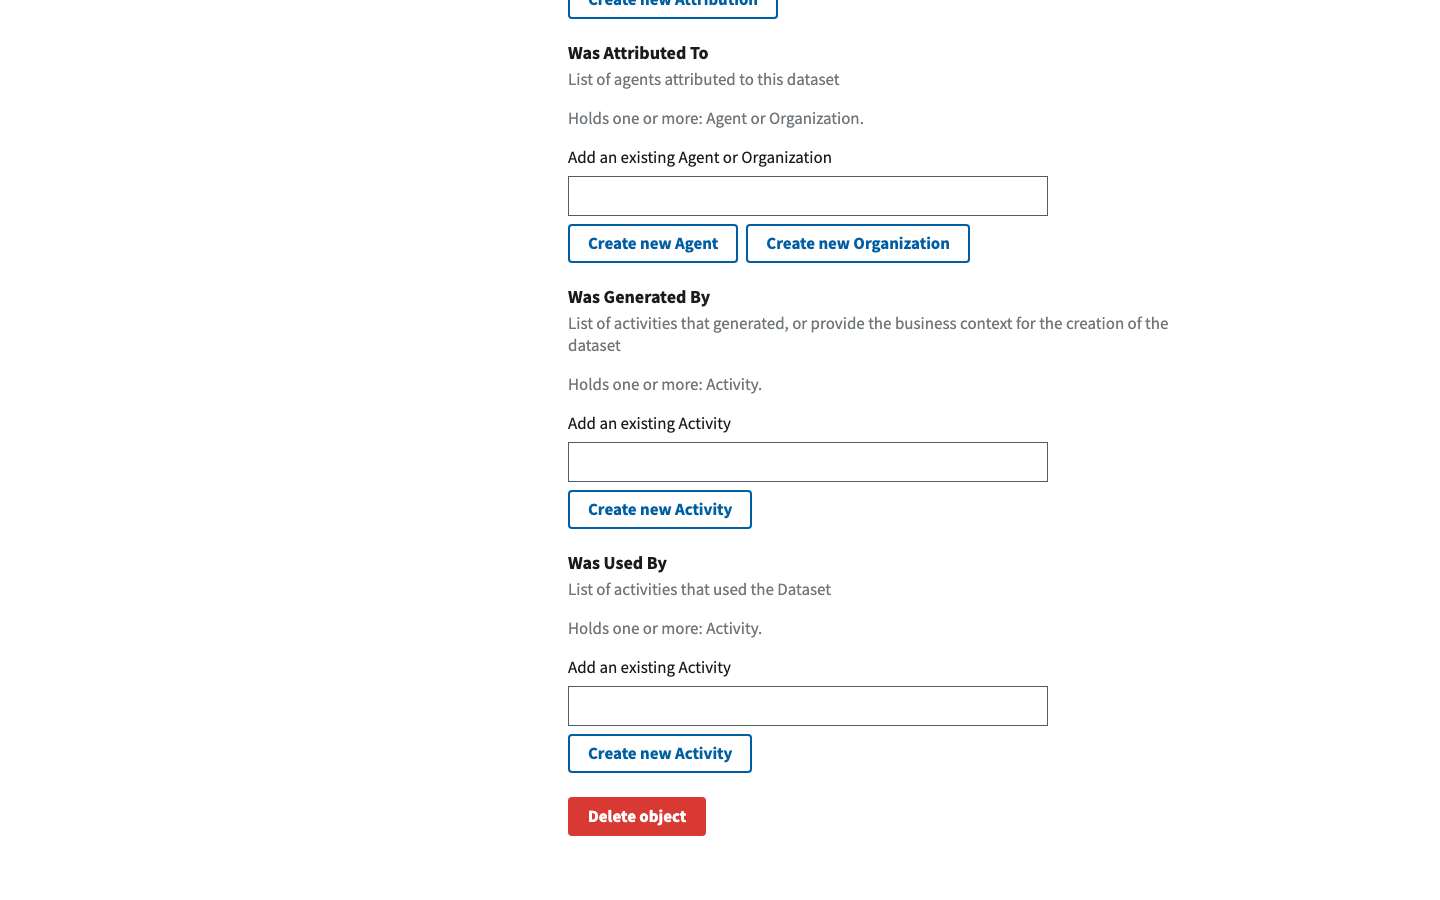 Create new Attribution
Was Attributed To
List of agents attributed to this dataset
Holds one or more: Agent or Organization.
Add an existing Agent or Organization
Create new Agent Create new Organization
Was Generated By
List of activities that generated, or provide the business context for the creation of the
dataset
Holds one or more: Activity.
Add an existing Activity
Create new Activity
Was Used By
List of activities that used the Dataset
Holds one or more: Activity.
Add an existing Activity
Create new Activity
Delete object